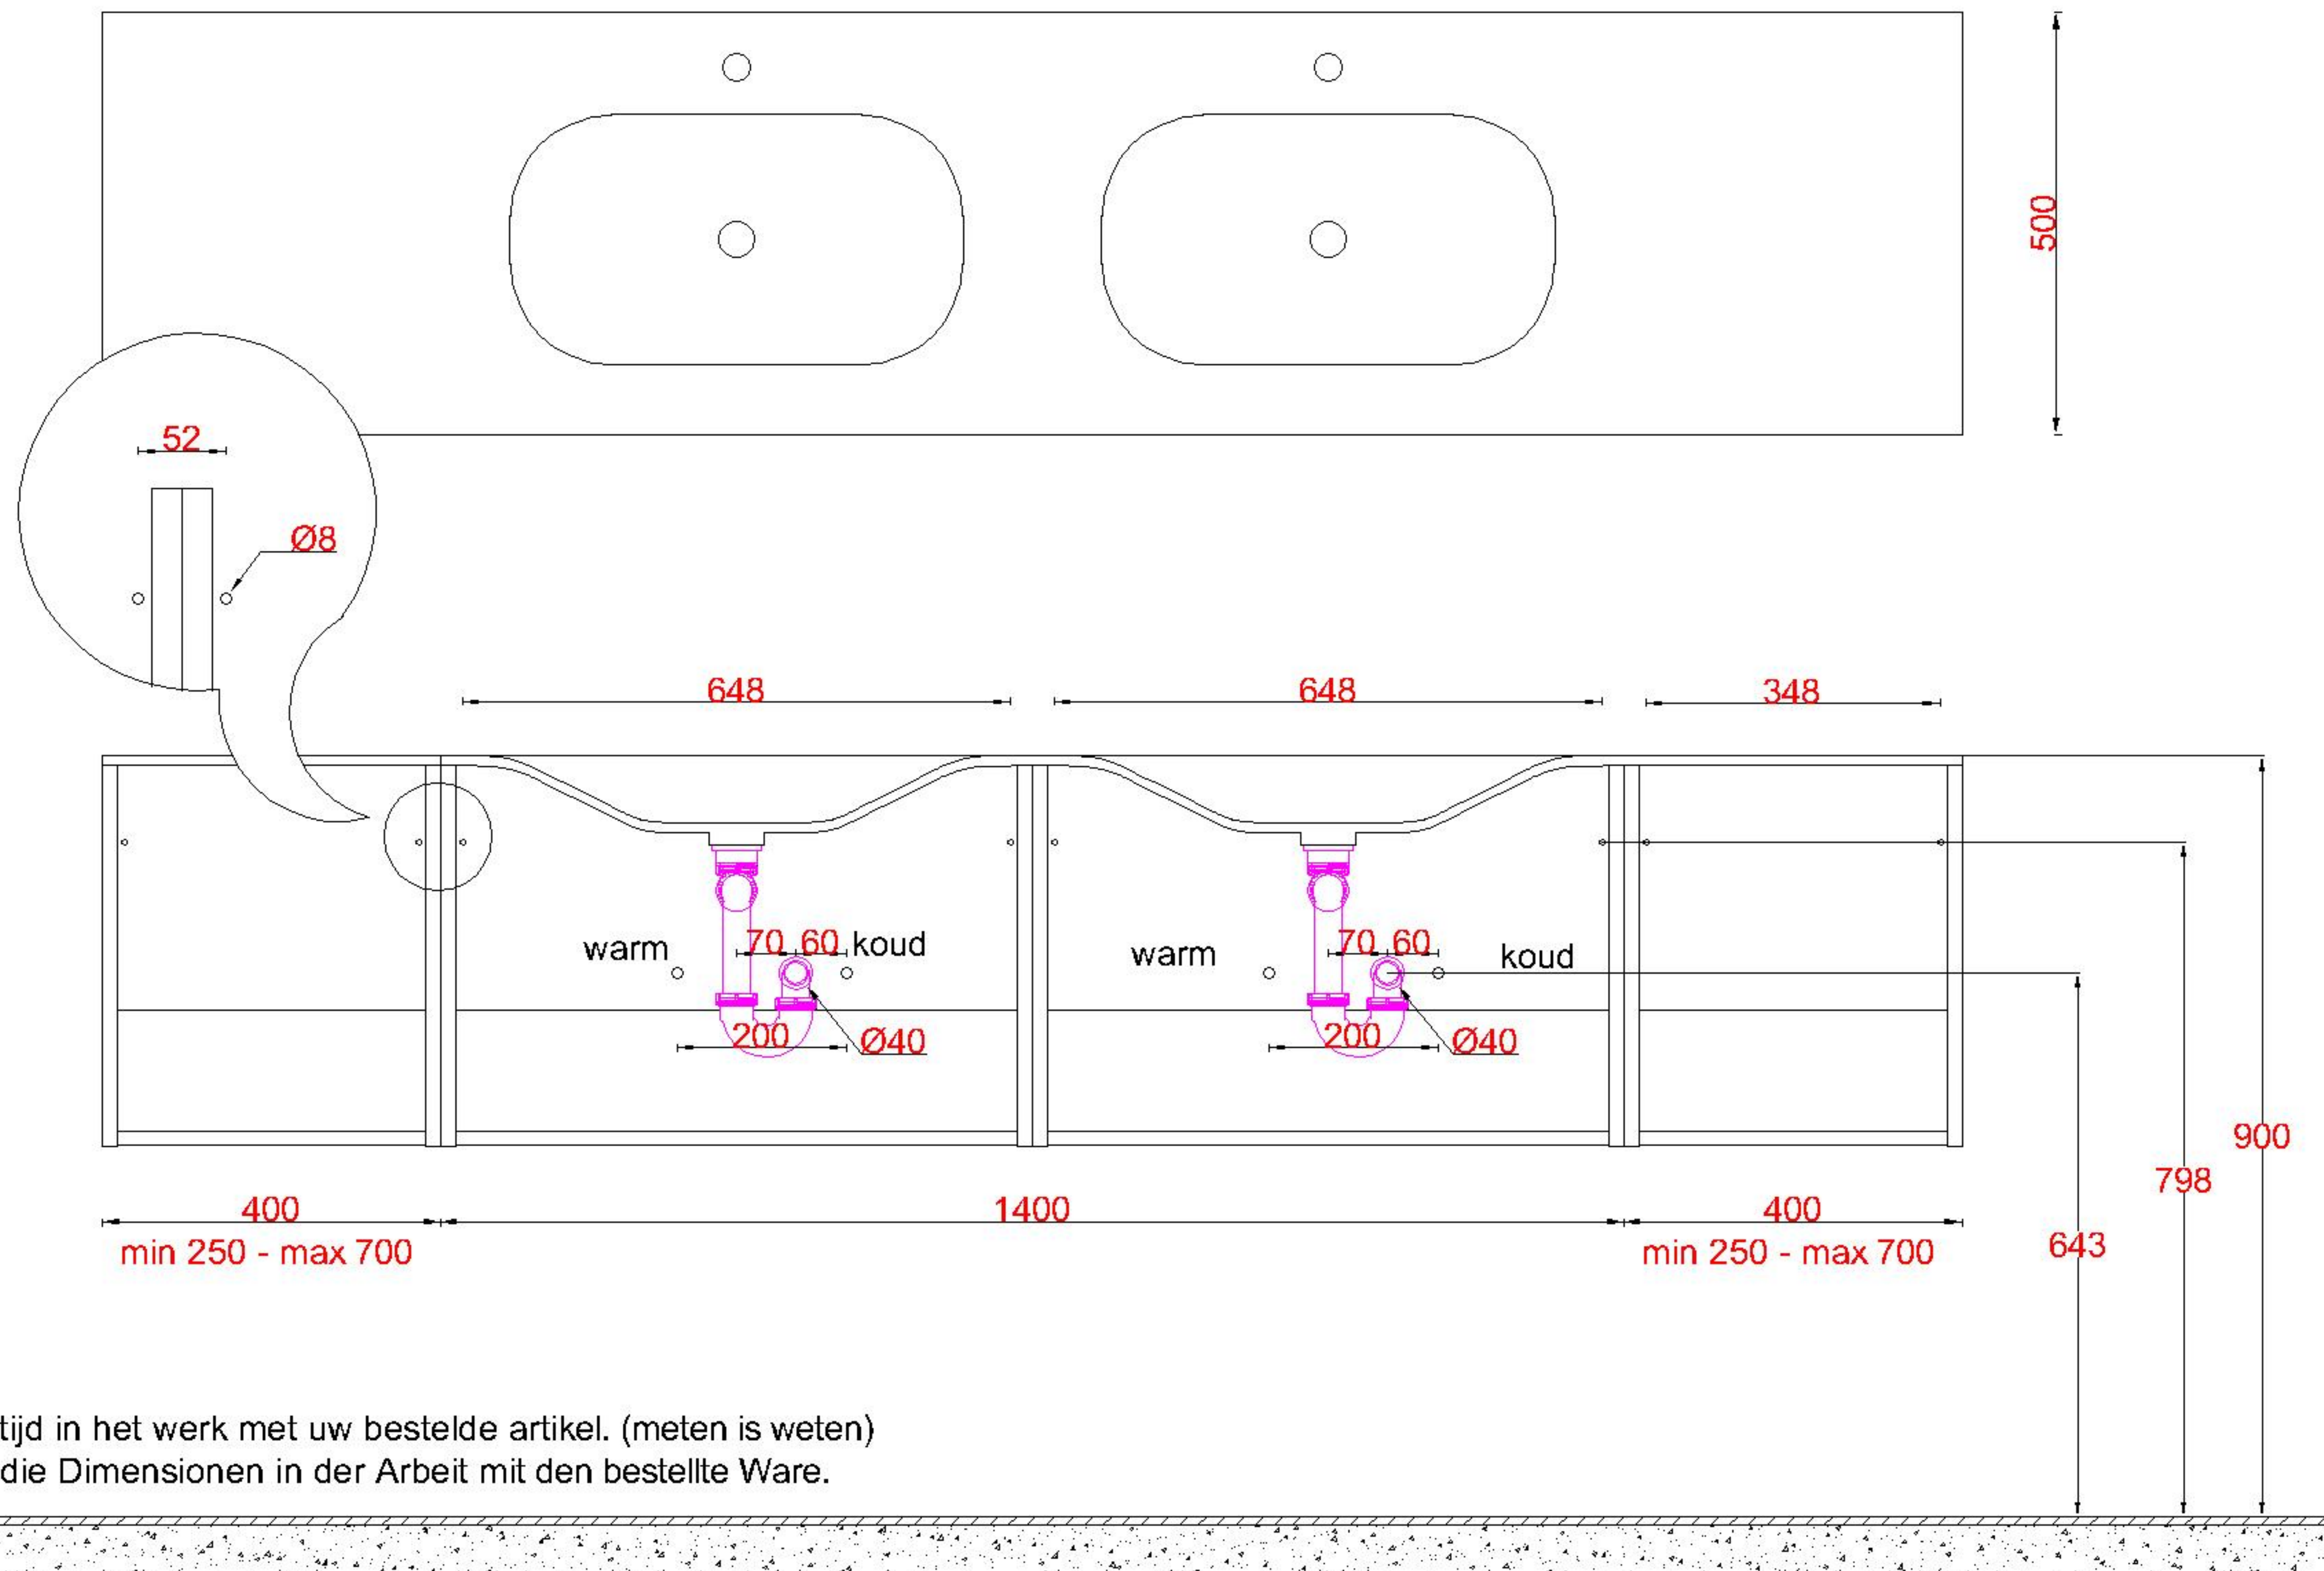 500
52
Ø8
648
648
348
warm
70
60
koud
warm
70
60
koud
200
Ø40
200
Ø40
900
798
643
400
1400
400
min 250 - max 700
min 250 - max 700
tijd in het werk met uw bestelde artikel. (meten is weten)
die Dimensionen in der Arbeit mit den bestellte Ware.